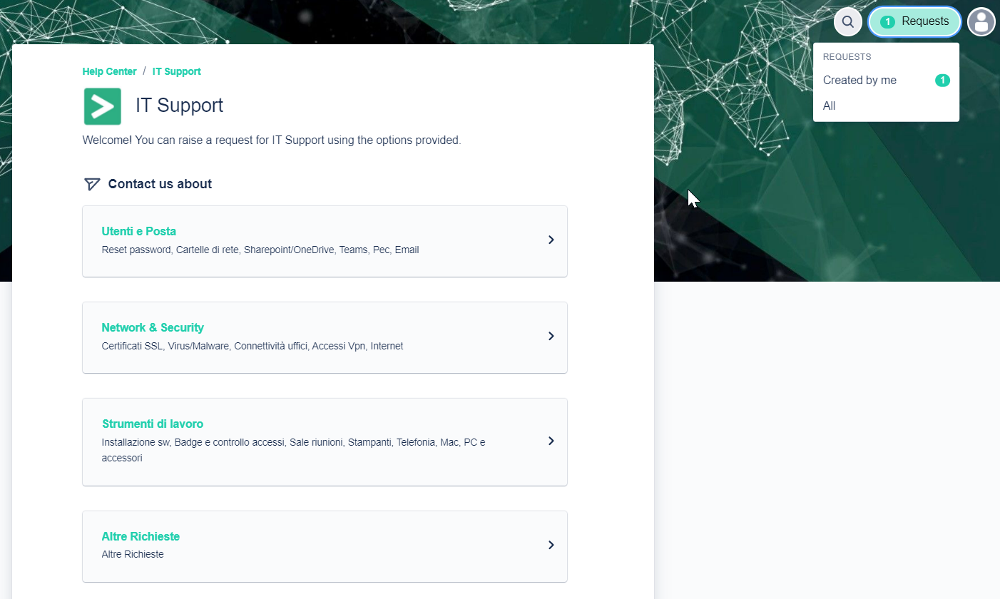 1 Requests
REQUESTS
Created by me 1
All
Help Center / IT Support
IT Support
Welcome! You can raise a request for IT Support using the options provided.
Contact us about
Utenti e Posta
Reset password, Cartelle di rete, Sharepoint/OneDrive, Teams, Pec, Email
Network & Security
Certificati SSL, Virus/Malware, Connettività uffici, Accessi Vpn, Internet
Strumenti di lavoro
Installazione sw, Badge e controllo accessi, Sale riunioni, Stampanti, Telefonia, Mac, PC e
accessori
Altre Richieste
Altre Richieste